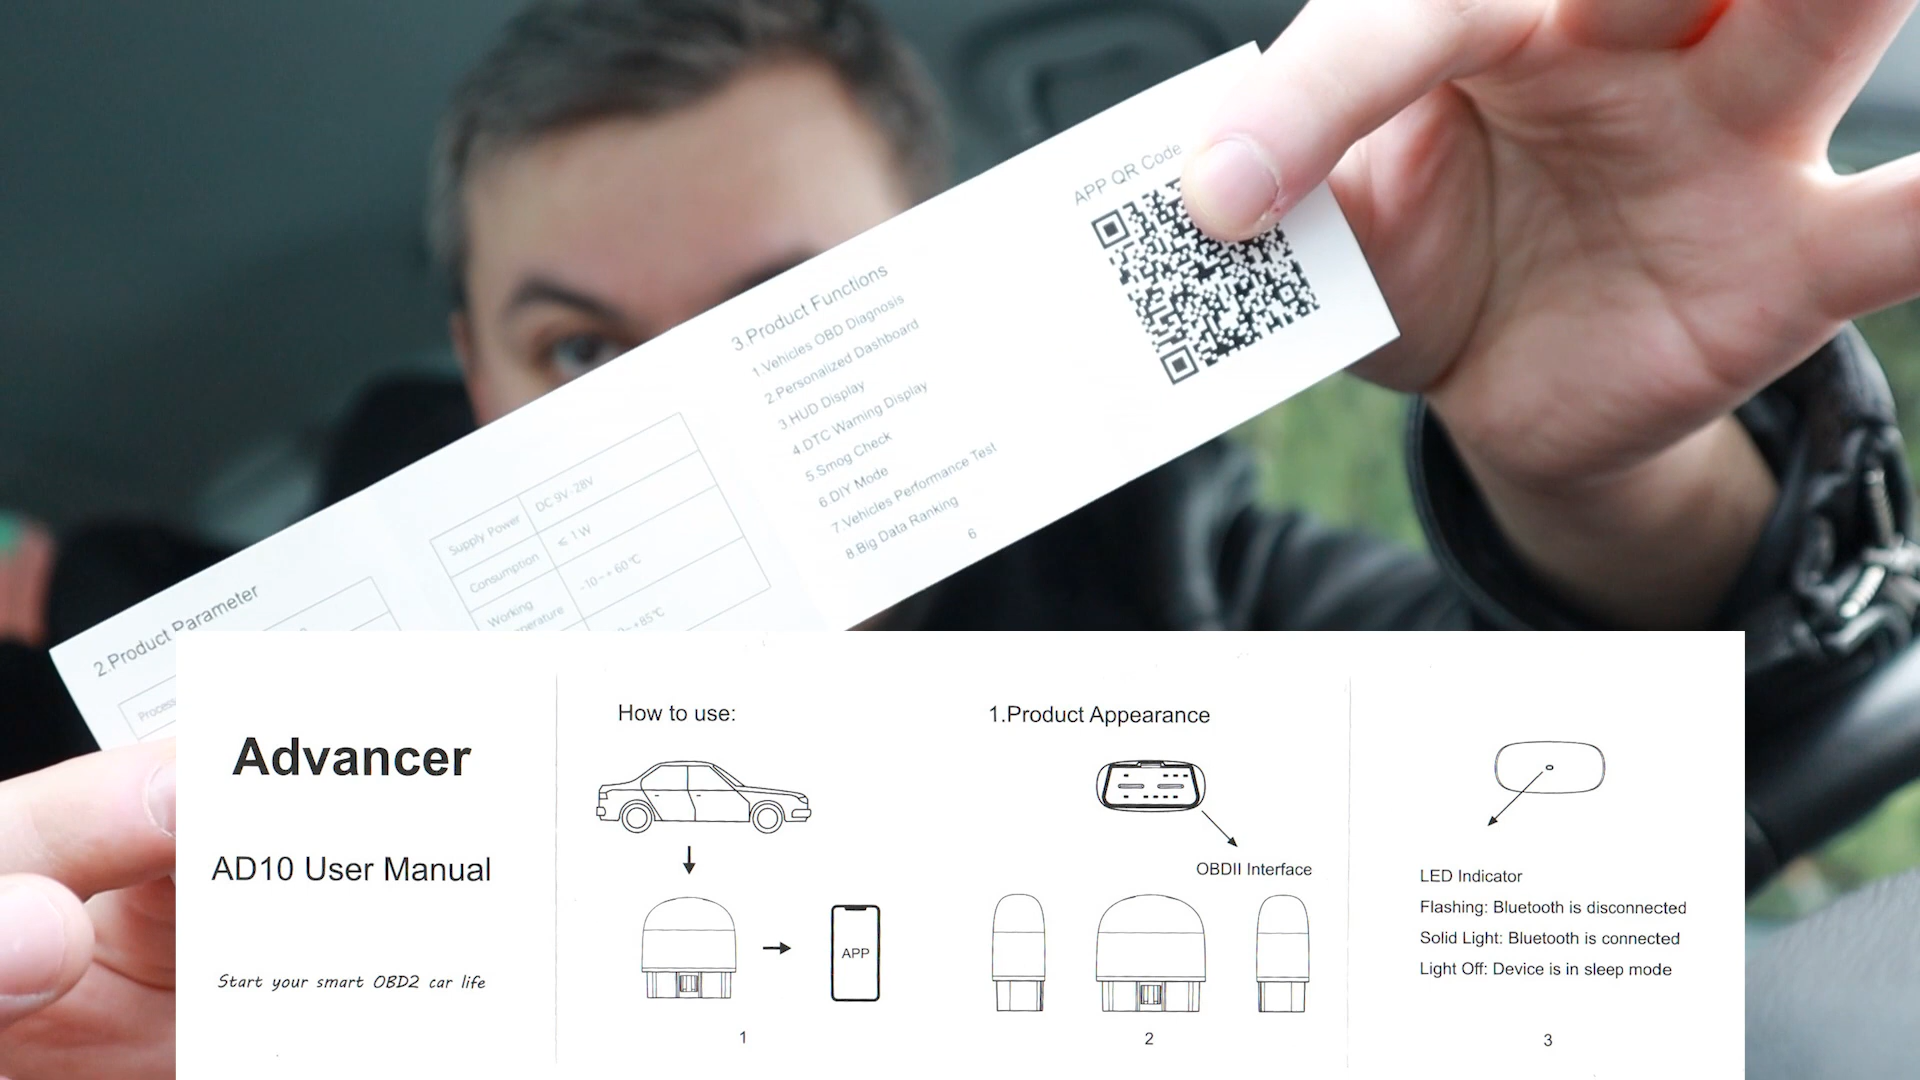 2.Product Parameter
Process
Supply Power
DC 9V-28V
Consumption
≤ 1 W
Working
-10~+ 60℃
perature
~+85℃
3.Product Functions
1.Vehicles OBD Diagnosis
2.Personalized Dashboard
3.HUD Display
4.DTC Warning Display
5.Smog Check
6.DIY Mode
7.Vehicles Performance Test
8.Big Data Ranking
6
APP QR Code
Advancer
AD10 User Manual
Start your smart OBD2 car life
How to use:
APP
1
1.Product Appearance
OBDII Interface
2
LED Indicator
Flashing: Bluetooth is disconnected
Solid Light: Bluetooth is connected
Light Off: Device is in sleep mode
3